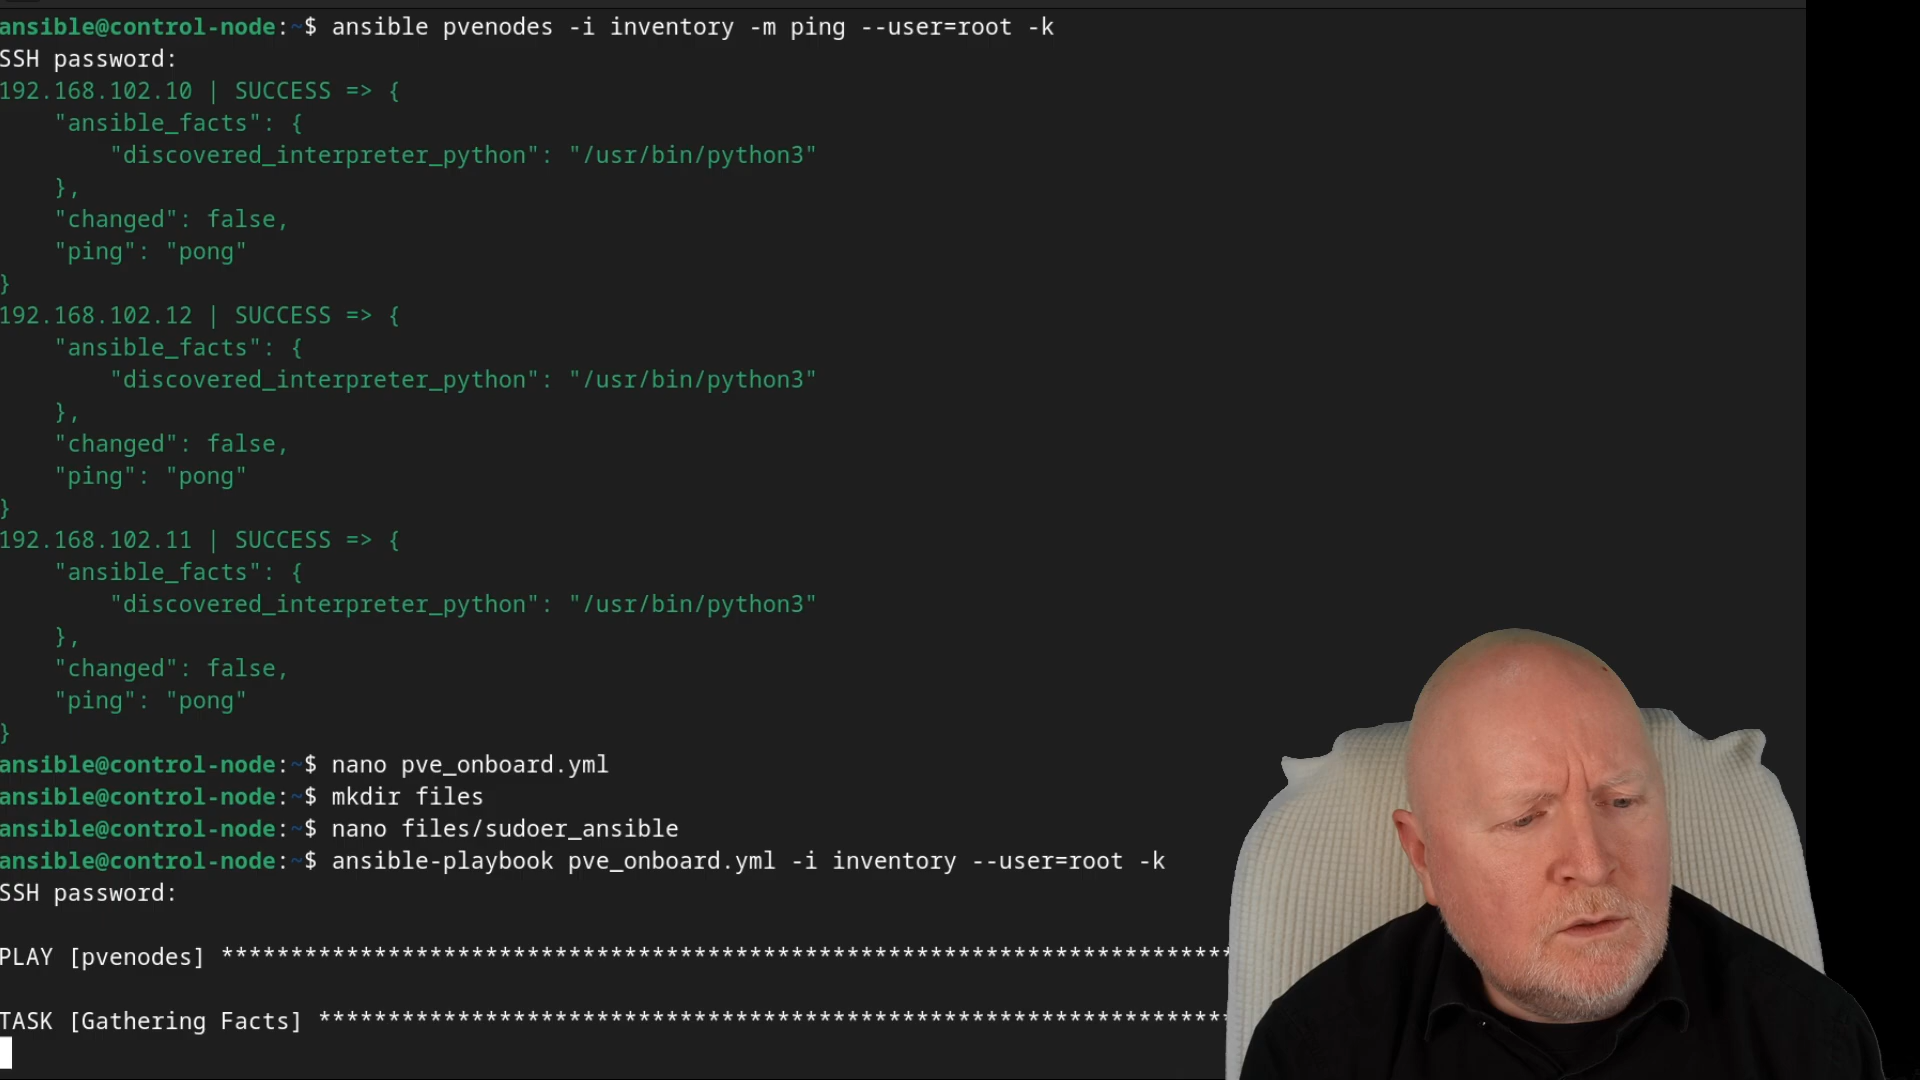 ansible@control-node:~$ ansible pvenodes -i inventory -m ping --user=root -k
SSH password:
192.168.102.10 | SUCCESS => {
    "ansible_facts": {
        "discovered_interpreter_python": "/usr/bin/python3"
    },
    "changed": false,
    "ping": "pong"
}
192.168.102.12 | SUCCESS => {
    "ansible_facts": {
        "discovered_interpreter_python": "/usr/bin/python3"
    },
    "changed": false,
    "ping": "pong"
}
192.168.102.11 | SUCCESS => {
    "ansible_facts": {
        "discovered_interpreter_python": "/usr/bin/python3"
    },
    "changed": false,
    "ping": "pong"
}
ansible@control-node:~$ nano pve_onboard.yml
ansible@control-node:~$ mkdir files
ansible@control-node:~$ nano files/sudoer_ansible
ansible@control-node:~$ ansible-playbook pve_onboard.yml -i inventory --user=root -k
SSH password:
PLAY [pvenodes] *************************************************************************
TASK [Gathering Facts] ******************************************************************